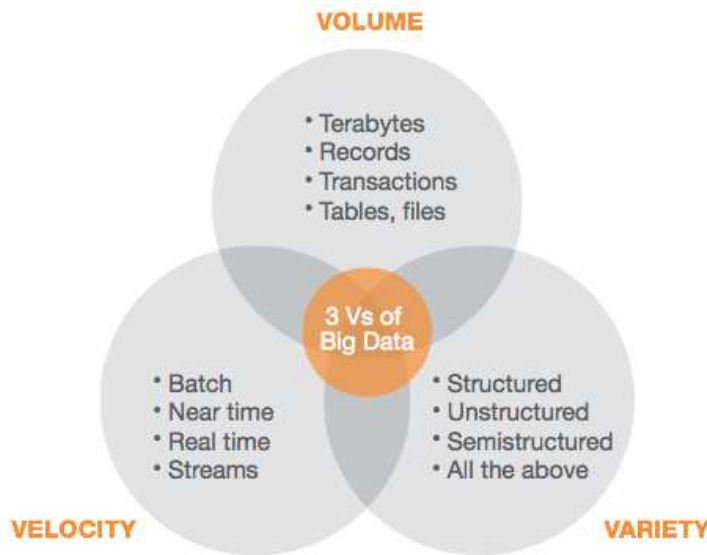 VOLUME
• Terabytes
• Records
• Transactions
• Tables, files
3 Vs of
Big Data
• Batch
• Near time
• Real time
• Streams
• Structured
• Unstructured
• Semistructured
• All the above
VELOCITY
VARIETY